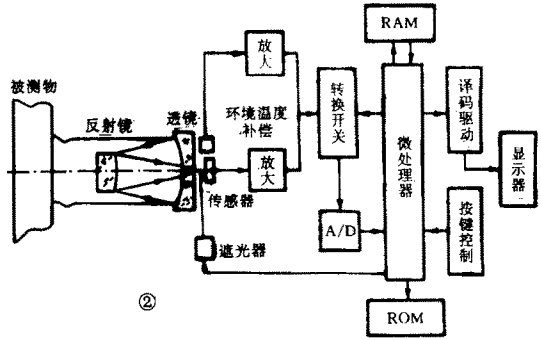 RAM
放大
被测物
反射镜
透镜
环境温度
补偿
转换开关
微处理器
译码驱动
显示器
放大
传感器
A/D
按键控制
遮光器
②
ROM